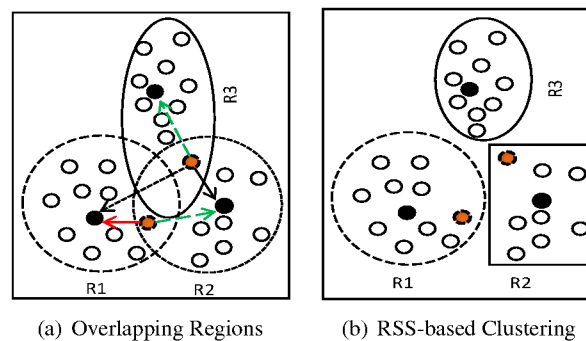 R3
R3
R1
R2
R1
R2
(a) Overlapping Regions
(b) RSS-based Clustering